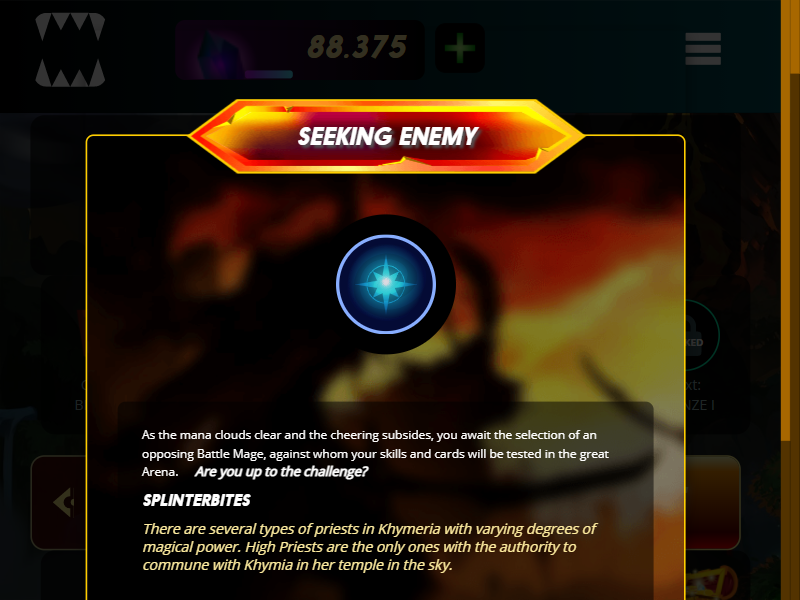 88.375
SEEKING ENEMY
As the mana clouds clear and the cheering subsides, you await the selection of an
opposing Battle Mage, against whom your skills and cards will be tested in the great
Arena. Are you up to the challenge?
SPLINTERBITES
There are several types of priests in Khymeria with varying degrees of
magical power. High Priests are the only ones with the authority to
commune with Khymia in her temple in the sky.